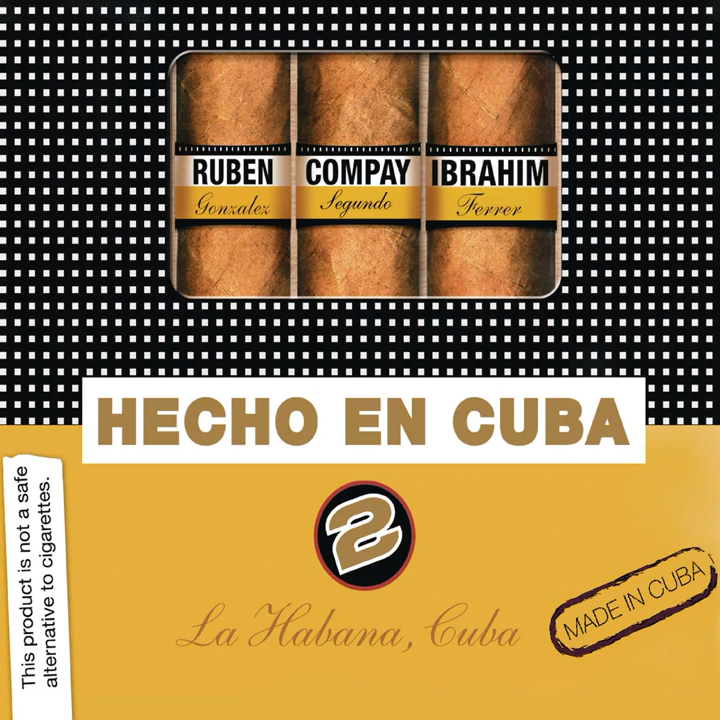 RUBEN
Gonzalez
COMPAY
Segundo
IBRAHIM
Ferrer
HECHO EN CUBA
2
La Habana, Cuba
MADE IN CUBA
This product is not a safe
alternative to cigarettes.